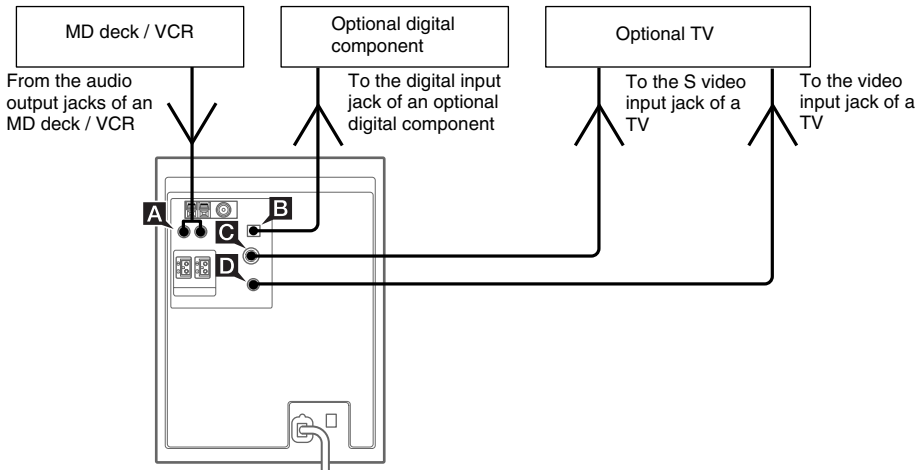 MD deck / VCR
Optional digital
component
Optional TV
From the audio
output jacks of an
MD deck / VCR
To the digital input
jack of an optional
digital component
To the S video
input jack of a
TV
To the video
input jack of a
TV
A
B
C
D